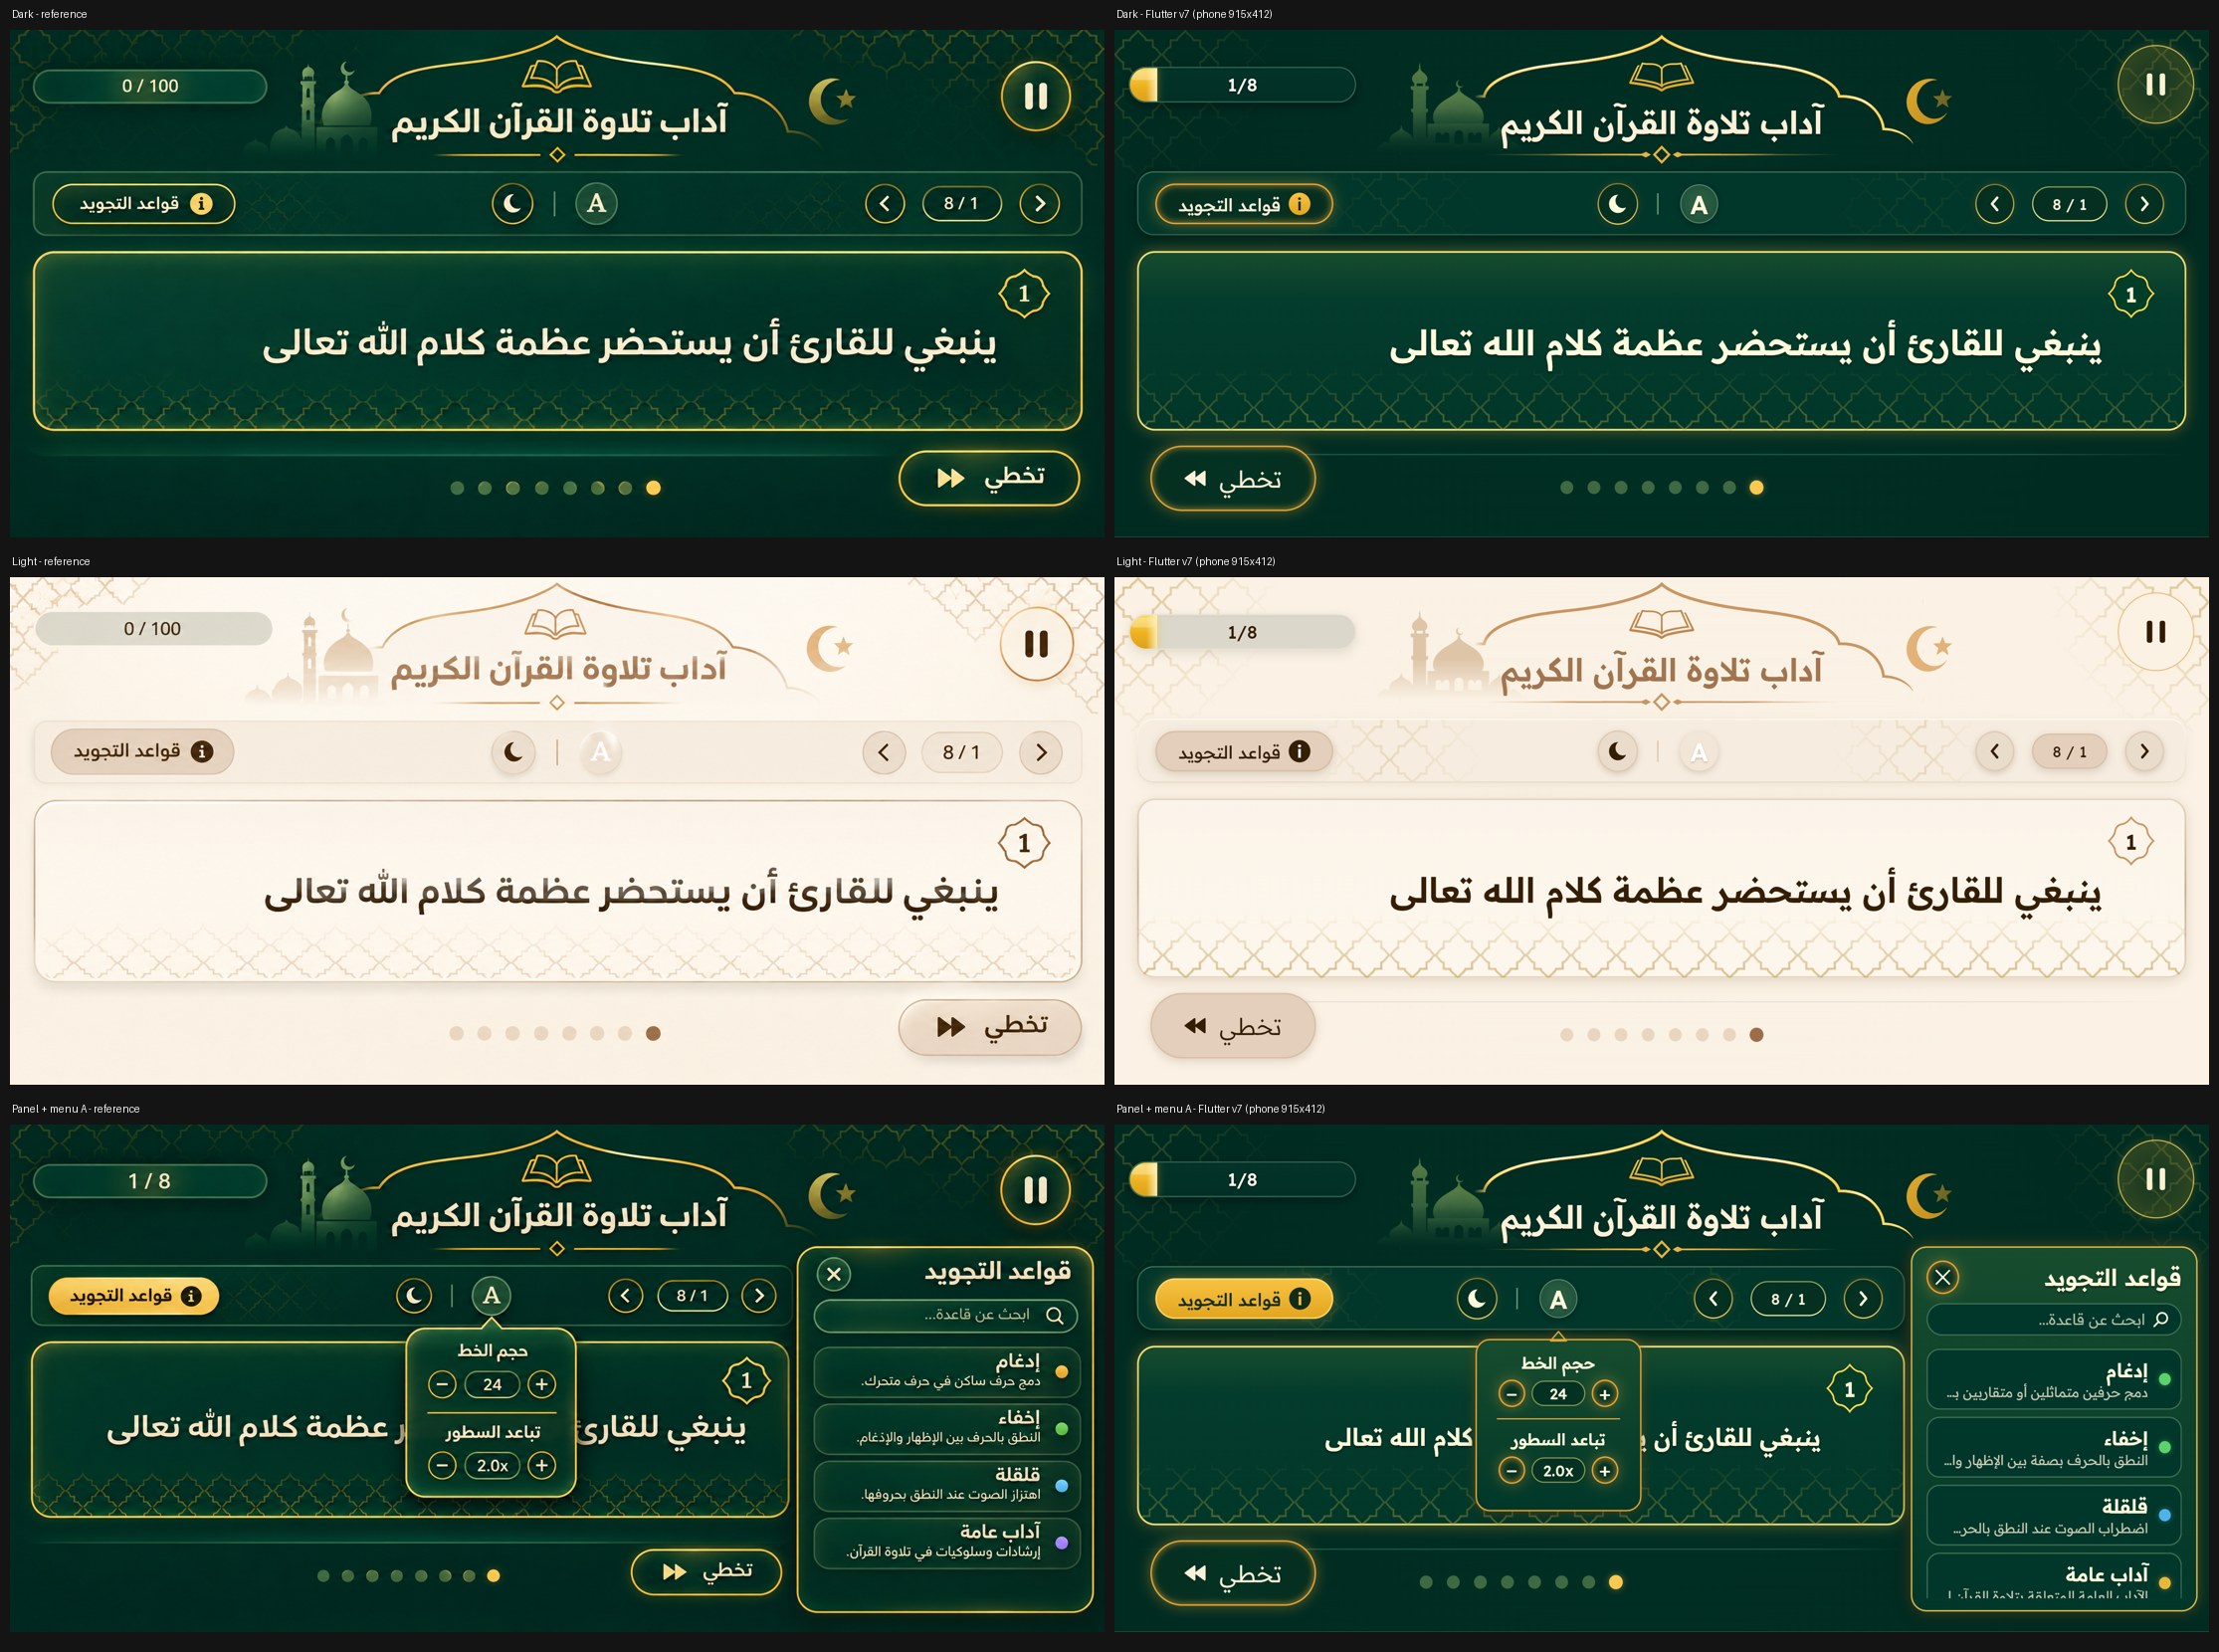 Dark - reference
0 / 100
آداب تلاوة القرآن الكريم
قواعد التجويد
A
8 / 1
1
ينبغي للقارئ أن يستحضر عظمة كلام الله تعالى
تخطي
Dark - Flutter v7 (phone 915x412)
1/8
آداب تلاوة القرآن الكريم
قواعد التجويد
A
8 / 1
1
ينبغي للقارئ أن يستحضر عظمة كلام الله تعالى
تخطي
Light - reference
0 / 100
آداب تلاوة القرآن الكريم
قواعد التجويد
A
8 / 1
1
ينبغي للقارئ أن يستحضر عظمة كلام الله تعالى
تخطي
Light - Flutter v7 (phone 915x412)
1/8
آداب تلاوة القرآن الكريم
قواعد التجويد
A
8 / 1
1
ينبغي للقارئ أن يستحضر عظمة كلام الله تعالى
تخطي
Panel + menu A - reference
1 / 8
آداب تلاوة القرآن الكريم
قواعد التجويد
A
8 / 1
1
ينبغي للقارئ
عظمة كلام الله تعالى
حجم الخط
24
تباعد السطور
2.0x
تخطي
قواعد التجويد
ابحث عن قاعدة...
إدغام
دمج حرف ساكن في حرف متحرك.
إخفاء
النطق بالحرف بين الإظهار والإدغام.
قلقلة
اهتزاز الصوت عند النطق بحروفها.
آداب عامة
إرشادات وسلوكيات في تلاوة القرآن.
Panel + menu A - Flutter v7 (phone 915x412)
1/8
آداب تلاوة القرآن الكريم
قواعد التجويد
A
8 / 1
1
ينبغي للقارئ أن
كلام الله تعالى
حجم الخط
24
تباعد السطور
2.0x
تخطي
قواعد التجويد
ابحث عن قاعدة...
إدغام
دمج حرفين متماثلين أو متقاربين بـ...
إخفاء
النطق بالحرف بصفة بين الإظهار وا...
قلقلة
اضطراب الصوت عند النطق بالحر...
آداب عامة
الآداب العامة المتعلقة بتلاوة القرآن